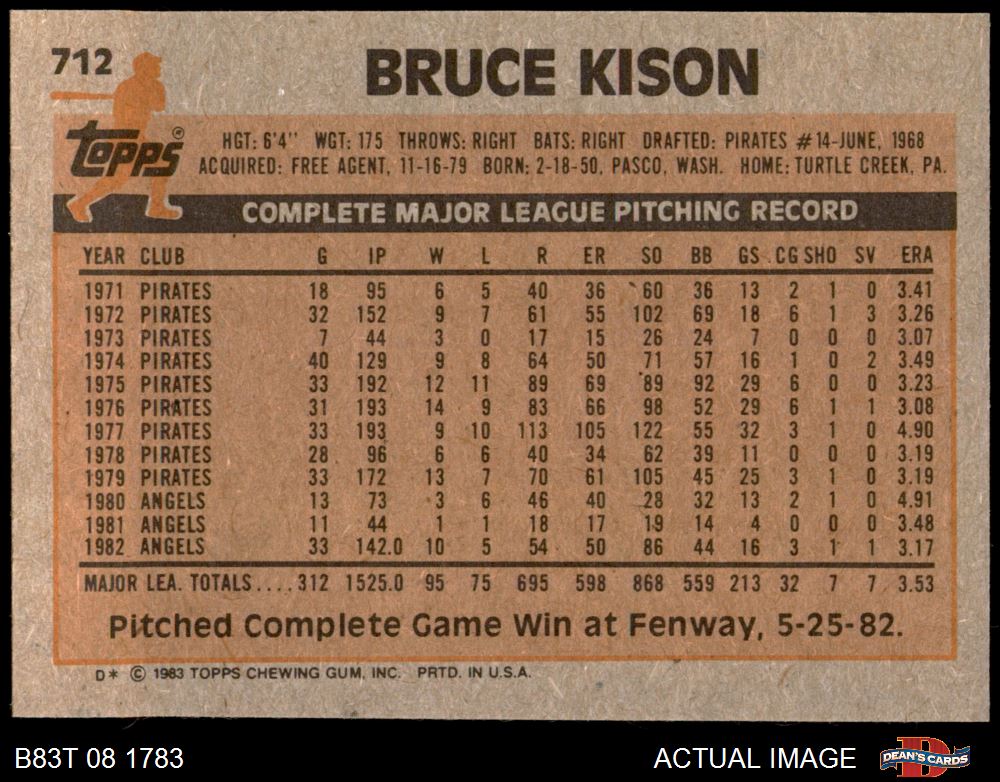 712
BRUCE KISON
Topps ®
HGT: 6'4'' WGT: 175 THROWS: RIGHT BATS: RIGHT DRAFTED: PIRATES #14-JUNE, 1968
ACQUIRED: FREE AGENT, 11-16-79 BORN: 2-18-50, PASCO, WASH. HOME: TURTLE CREEK, PA.
COMPLETE MAJOR LEAGUE PITCHING RECORD
YEAR CLUB G IP W L R ER SO BB GS CG SHO SV ERA
1971 PIRATES 18 95 6 5 40 36 60 36 13 2 1 0 3.41
1972 PIRATES 32 152 9 7 61 55 102 69 18 6 1 3 3.26
1973 PIRATES 7 44 3 0 17 15 26 24 7 0 0 0 3.07
1974 PIRATES 40 129 9 8 64 50 71 57 16 1 0 2 3.49
1975 PIRATES 33 192 12 11 89 69 89 92 29 6 0 0 3.23
1976 PIRATES 31 193 14 9 83 66 98 52 29 6 1 1 3.08
1977 PIRATES 33 193 9 10 113 105 122 55 32 3 1 0 4.90
1978 PIRATES 28 96 6 6 40 34 62 39 11 0 0 0 3.19
1979 PIRATES 33 172 13 7 70 61 105 45 25 3 1 0 3.19
1980 ANGELS 13 73 3 6 46 40 28 32 13 2 1 0 4.91
1981 ANGELS 11 44 1 1 18 17 19 14 4 0 0 0 3.48
1982 ANGELS 33 142.0 10 5 54 50 86 44 16 3 1 1 3.17
MAJOR LEA. TOTALS.... 312 1525.0 95 75 695 598 868 559 213 32 7 7 3.53
Pitched Complete Game Win at Fenway, 5-25-82.
D* © 1983 TOPPS CHEWING GUM, INC. PRTD. IN U.S.A.
B83T 08 1783 ACTUAL IMAGE DEAN'S CARDS